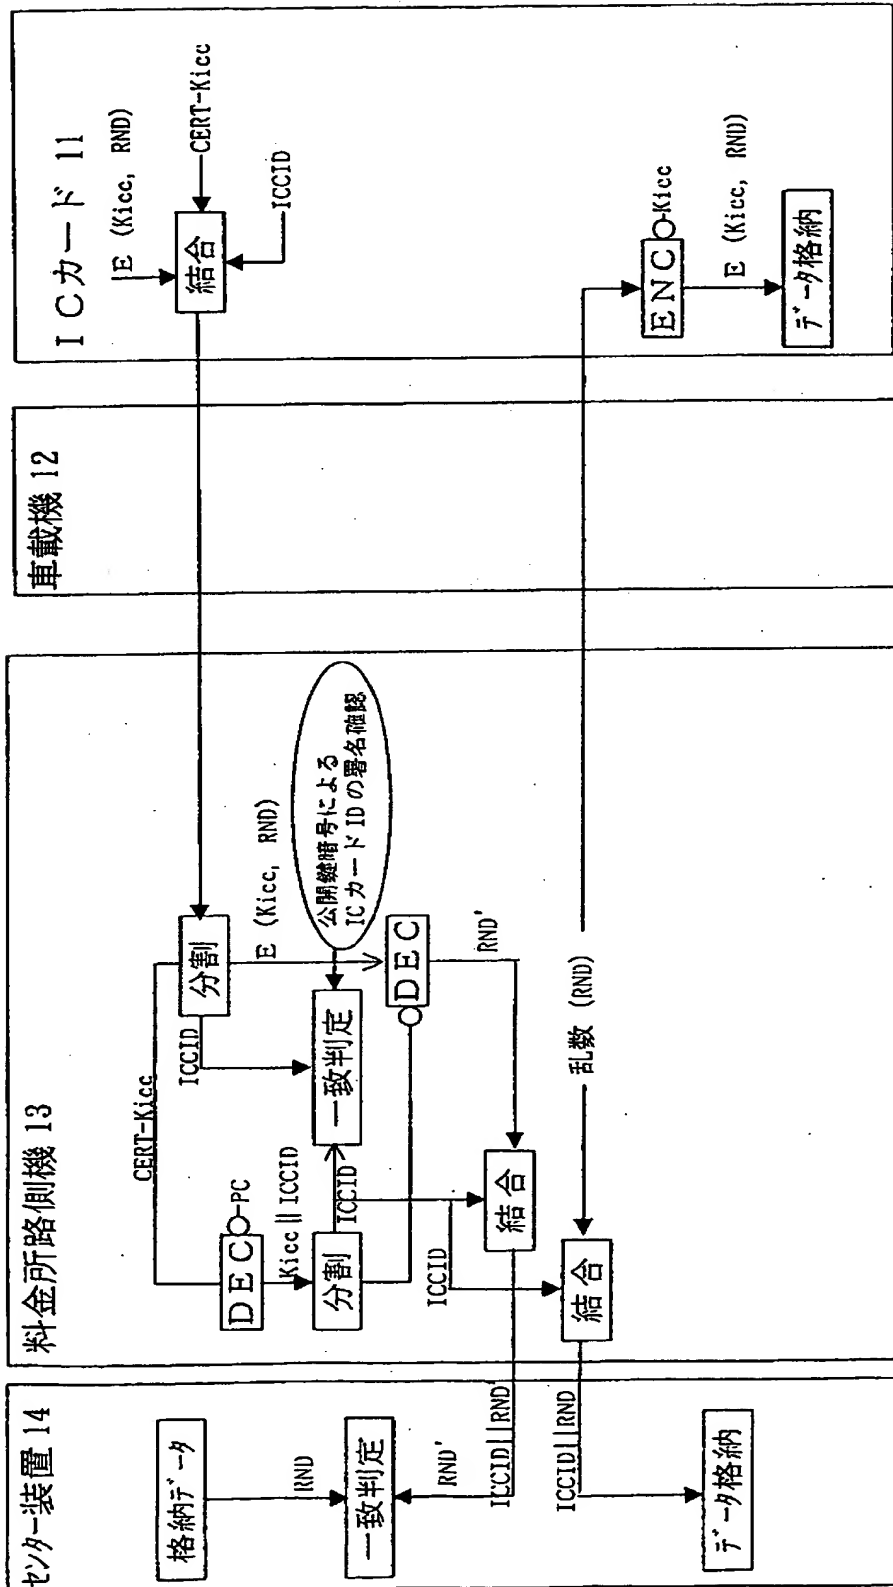 センター装置 14
格納データ
RND
一致判定
RND'
ICCID||RND'
ICCID||RND
データ格納
料金所路側機 13
CERT-Kicc
DEC
PC
Kicc || ICCID
分割
ICCID
ICCID
分割
ICCID
E (Kicc, RND)
一致判定
公開鍵暗号による
ICカードIDの署名確認
DEC
RND'
ICCID
結合
結合
乱数 (RND)
車載機 12
ICカード 11
E (Kicc, RND)
CERT-Kicc
結合
ICCID
ENC
Kicc
E (Kicc, RND)
データ格納